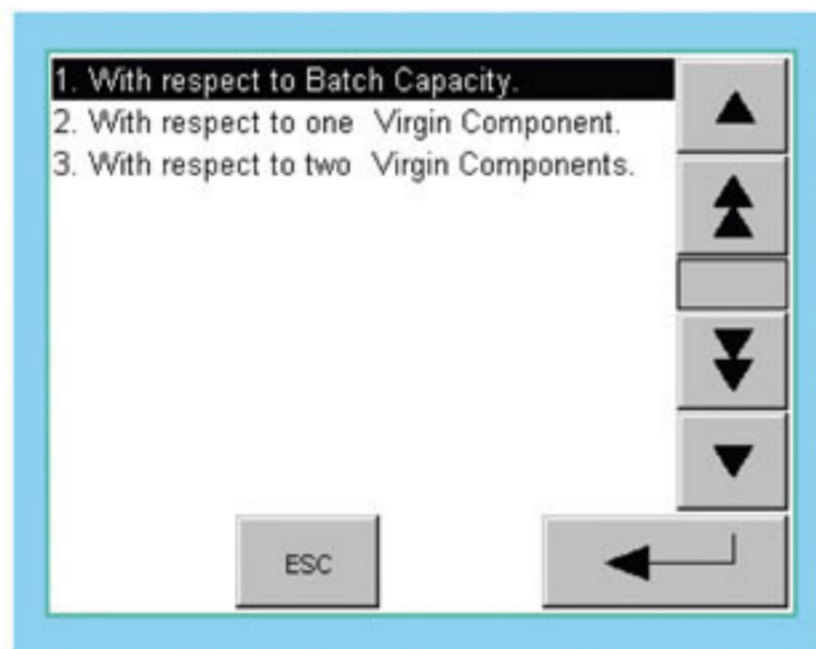 1. With respect to Batch Capacity.
2. With respect to one Virgin Component.
3. With respect to two Virgin Components.
ESC